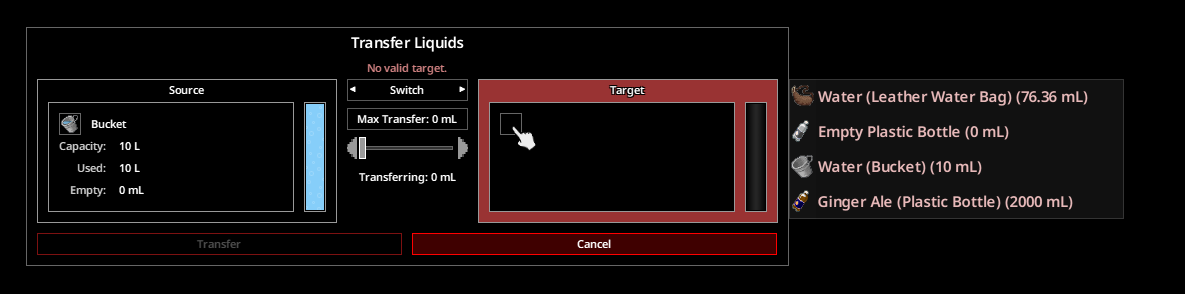 Transfer Liquids
No valid target.
Source
Bucket
Capacity: 10 L
Used: 10 L
Empty: 0 mL
Switch
Max Transfer: 0 mL
Transferring: 0 mL
Target
Transfer
Cancel
Water (Leather Water Bag) (76.36 mL)
Empty Plastic Bottle (0 mL)
Water (Bucket) (10 mL)
Ginger Ale (Plastic Bottle) (2000 mL)